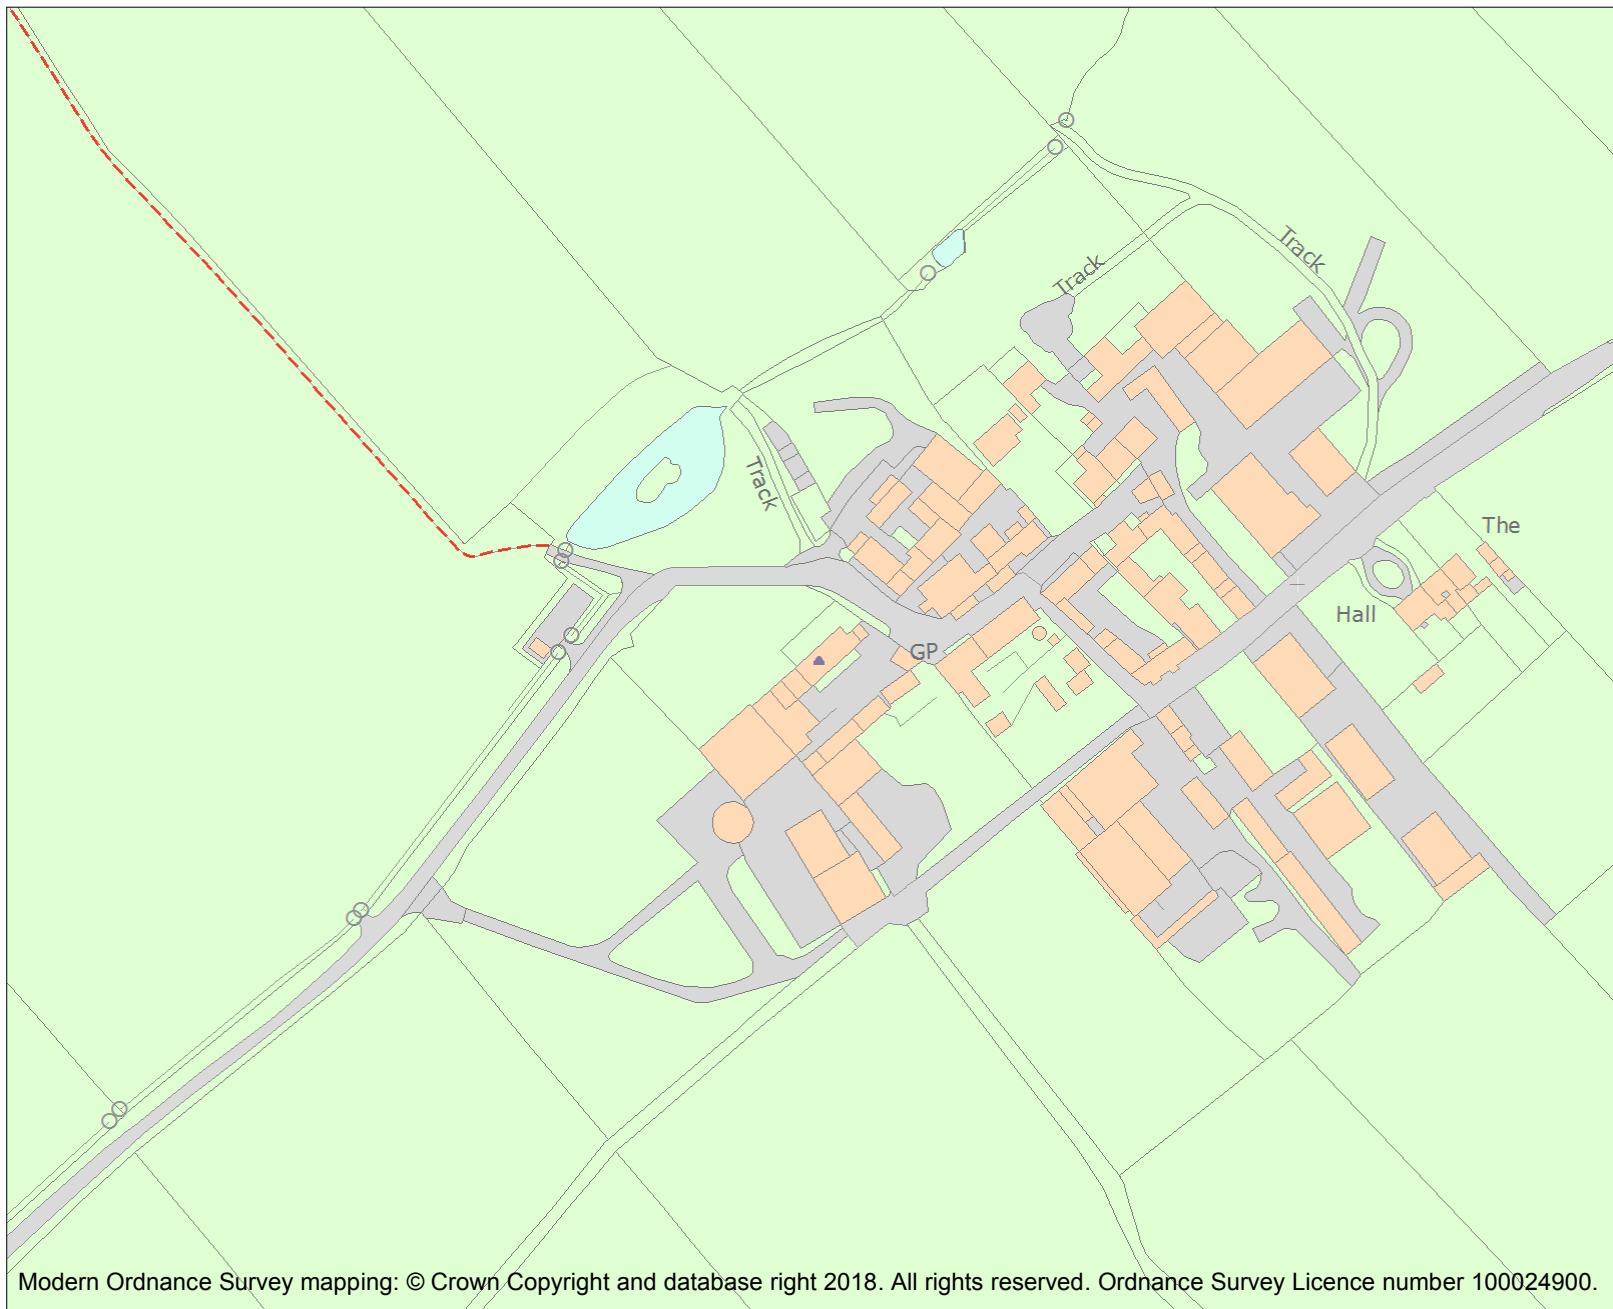 Track
Track
Track
The
Hall
GP
Modern Ordnance Survey mapping: © Crown Copyright and database right 2018. All rights reserved. Ordnance Survey Licence number 100024900.